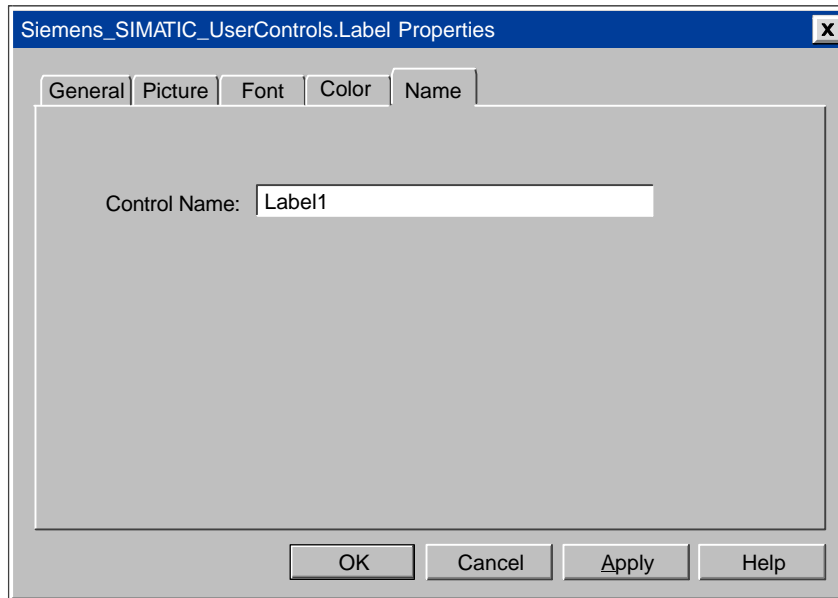 Siemens_SIMATIC_UserControls.Label Properties X
General Picture Font Color Name
Control Name: Label1
OK Cancel Apply Help